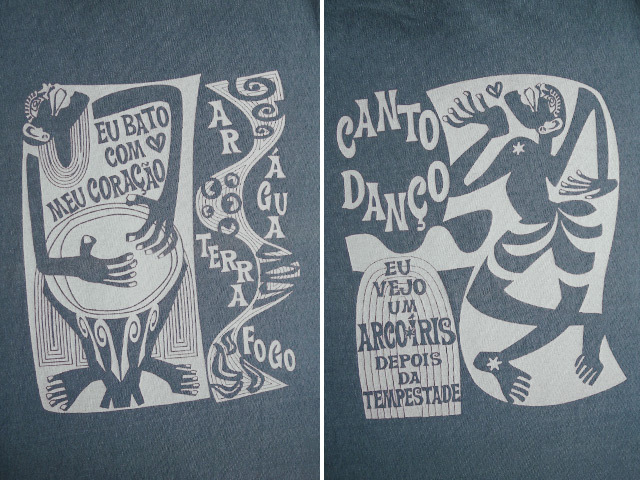 EU BATO
COM
MEU CORAÇÃO
AR
ÁGUA
TERRA
FOGO
CANTO
DANÇO
EU
VEJO
UM
ARCO-ÍRIS
DEPOIS
DA
TEMPESTADE